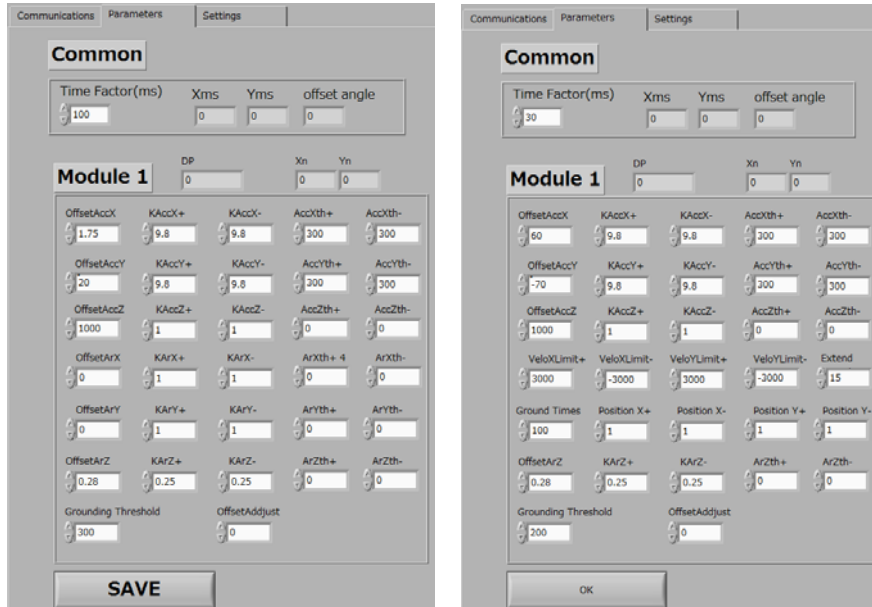 Communications Parameters Settings
Common
Time Factor(ms) Xms Yms offset angle
100 0 0 0
DP Xn Yn
Module 1 0 0 0
OffsetAccX KAccX+ KAccX- AccXth+ AccXth-
1.75 9.8 9.8 300 300
OffsetAccY KAccY+ KAccY- AccYth+ AccYth-
20 9.8 9.8 300 300
OffsetAccZ KAccZ+ KAccZ- AccZth+ AccZth-
1000 1 1 0 0
OffsetArX KArX+ KArX- ArXth+ 4 ArXth-
0 1 1 0 0
OffsetArY KArY+ KArY- ArYth+ ArYth-
0 1 1 0 0
OffsetArZ KArZ+ KArZ- ArZth+ ArZth-
0.28 0.25 0.25 0 0
Grounding Threshold OffsetAddjust
300 0
SAVE
Communications Parameters Settings
Common
Time Factor(ms) Xms Yms offset angle
30 0 0 0
DP Xn Yn
Module 1 0 0 0
OffsetAccX KAccX+ KAccX- AccXth+ AccXth-
60 9.8 9.8 300 300
OffsetAccY KAccY+ KAccY- AccYth+ AccYth-
-70 9.8 9.8 300 300
OffsetAccZ KAccZ+ KAccZ- AccZth+ AccZth-
1000 1 1 0 0
VeloXLimit+ VeloXLimit- VeloYLimit+ VeloYLimit- Extend
3000 -3000 3000 -3000 15
Ground Times Position X+ Position X- Position Y+ Position Y-
100 1 1 1 1
OffsetArZ KArZ+ KArZ- ArZth+ ArZth-
0.28 0.25 0.25 0 0
Grounding Threshold OffsetAddjust
200 0
OK